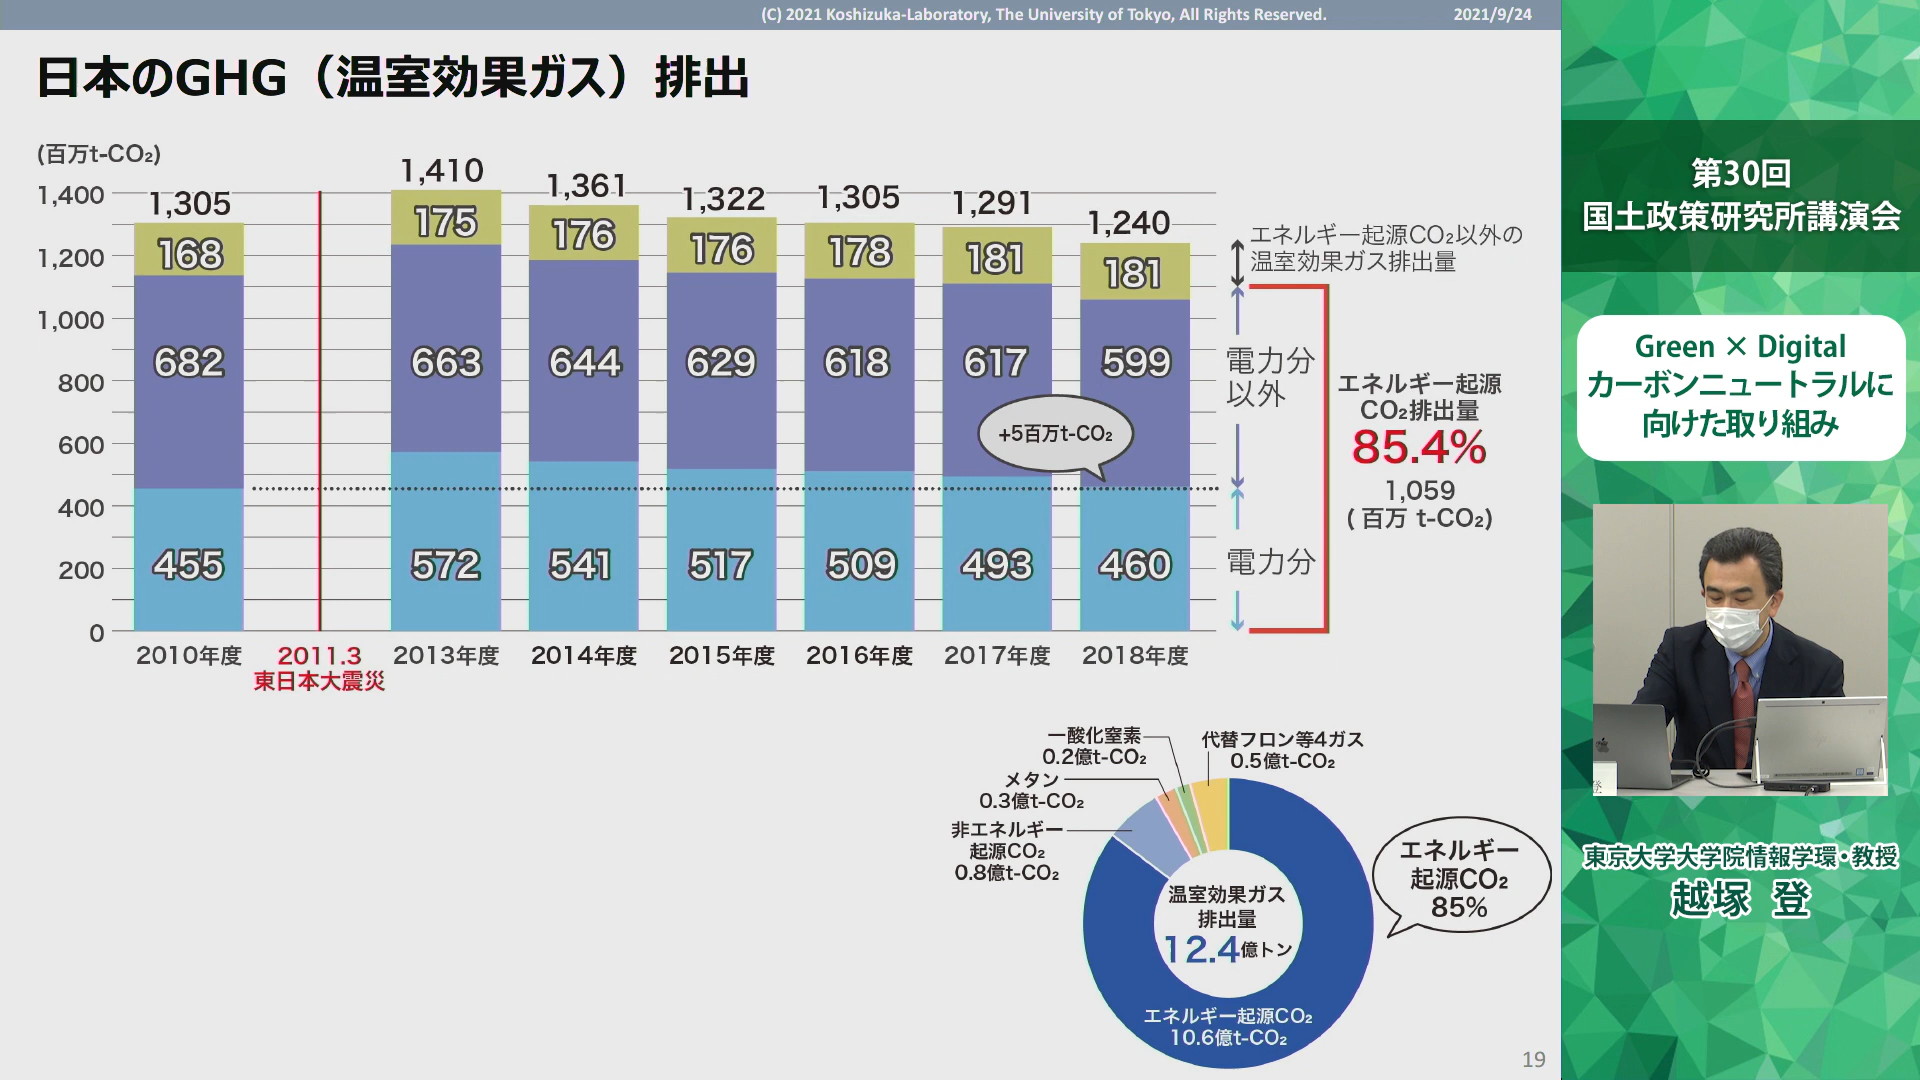 (C) 2021 Koshizuka-Laboratory, The University of Tokyo, All Rights Reserved.
2021/9/24
日本のGHG（温室効果ガス）排出
(百万t-CO₂)
1,400
1,200
1,000
800
600
400
200
0
1,305
168
682
455
1,410
175
663
572
1,361
176
644
541
1,322
176
629
517
1,305
178
618
509
1,291
181
617
493
1,240
181
599
460
+5百万t-CO₂
2010年度
2011.3
東日本大震災
2013年度
2014年度
2015年度
2016年度
2017年度
2018年度
エネルギー起源CO₂以外の
温室効果ガス排出量
電力分
以外
電力分
エネルギー起源
CO₂排出量
85.4%
1,059
( 百万 t-CO₂)
一酸化窒素
0.2億t-CO₂
代替フロン等4ガス
0.5億t-CO₂
メタン
0.3億t-CO₂
非エネルギー
起源CO₂
0.8億t-CO₂
温室効果ガス
排出量
12.4億トン
エネルギー起源CO₂
10.6億t-CO₂
エネルギー
起源CO₂
85%
19
第30回
国土政策研究所講演会
Green × Digital
カーボンニュートラルに
向けた取り組み
登
東京大学大学院情報学環・教授
越塚 登